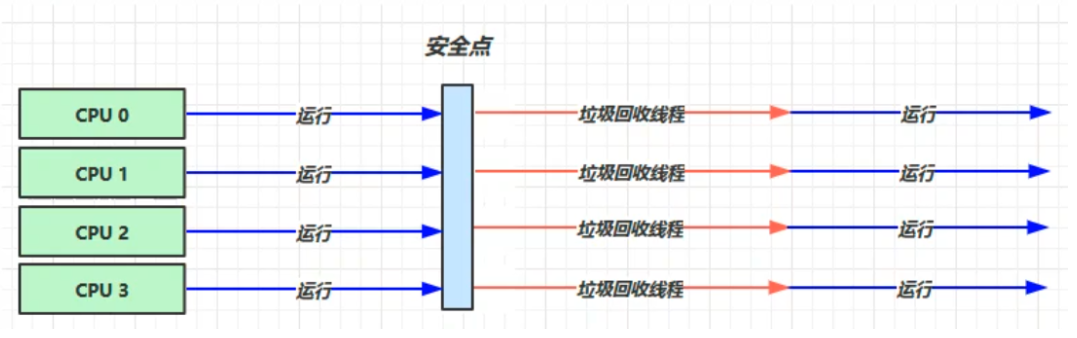 安全点
CPU 0 运行 垃圾回收线程 运行
CPU 1 运行 垃圾回收线程 运行
CPU 2 运行 垃圾回收线程 运行
CPU 3 运行 垃圾回收线程 运行